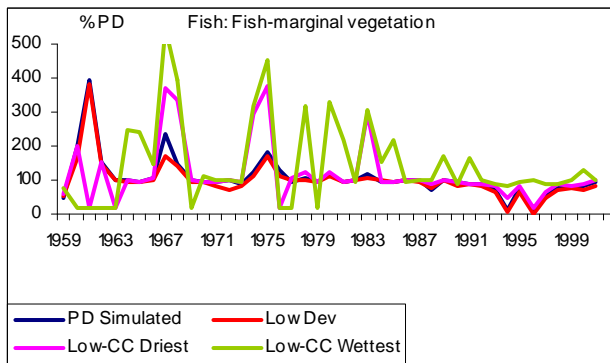 %PD Fish: Fish-marginal vegetation
500
400
300
200
100
0
1959 1963 1967 1971 1975 1979 1983 1987 1991 1995 1999
PD Simulated Low Dev
Low-CC Driest Low-CC Wettest